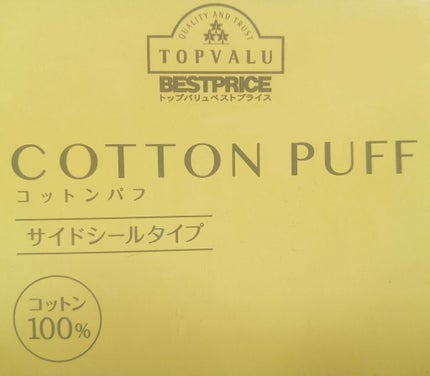 QUALITY AND TRUST
TOPVALU
BESTPRICE
トップバリュベストプライス
COTTON PUFF
コットンパフ
サイドシールタイプ
コットン
100%